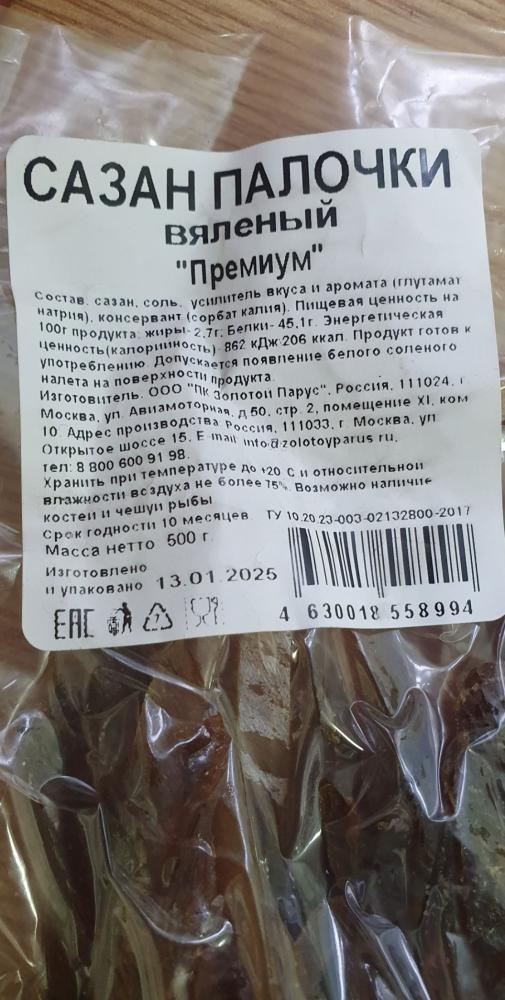 САЗАН ПАЛОЧКИ
вяленый
"Премиум"
Состав: сазан, соль, усилитель вкуса и аромата (глутамат
натрия), консервант (сорбат калия). Пищевая ценность на
100г продукта: жиры- 2,7г; Белки- 45,1г. Энергетическая
ценность(калорийность)- 862 кДж 206 ккал. Продукт готов к
употреблению. Допускается появление белого соленого
налета на поверхности продукта.
Изготовитель: ООО "ПК Золотой Парус", Россия, 111024, г.
Москва, ул. Авиамоторная, д.50, стр. 2, помещение XI, ком
10. Адрес производства: Россия, 111033, г. Москва, ул.
Открытое шоссе 15. E-mail: info@zolotoyparus.ru,
тел: 8 800 600 91 98.
Хранить при температуре до +20 С и относительной
влажности воздуха не более 75%. Возможно наличие
костей и чешуи рыбы
Срок годности 10 месяцев. ТУ 10.20.23-003-02132800-2017
Масса нетто 500 г.
Изготовлено
и упаковано 13.01.2025
EAC
7
4 630018 558994